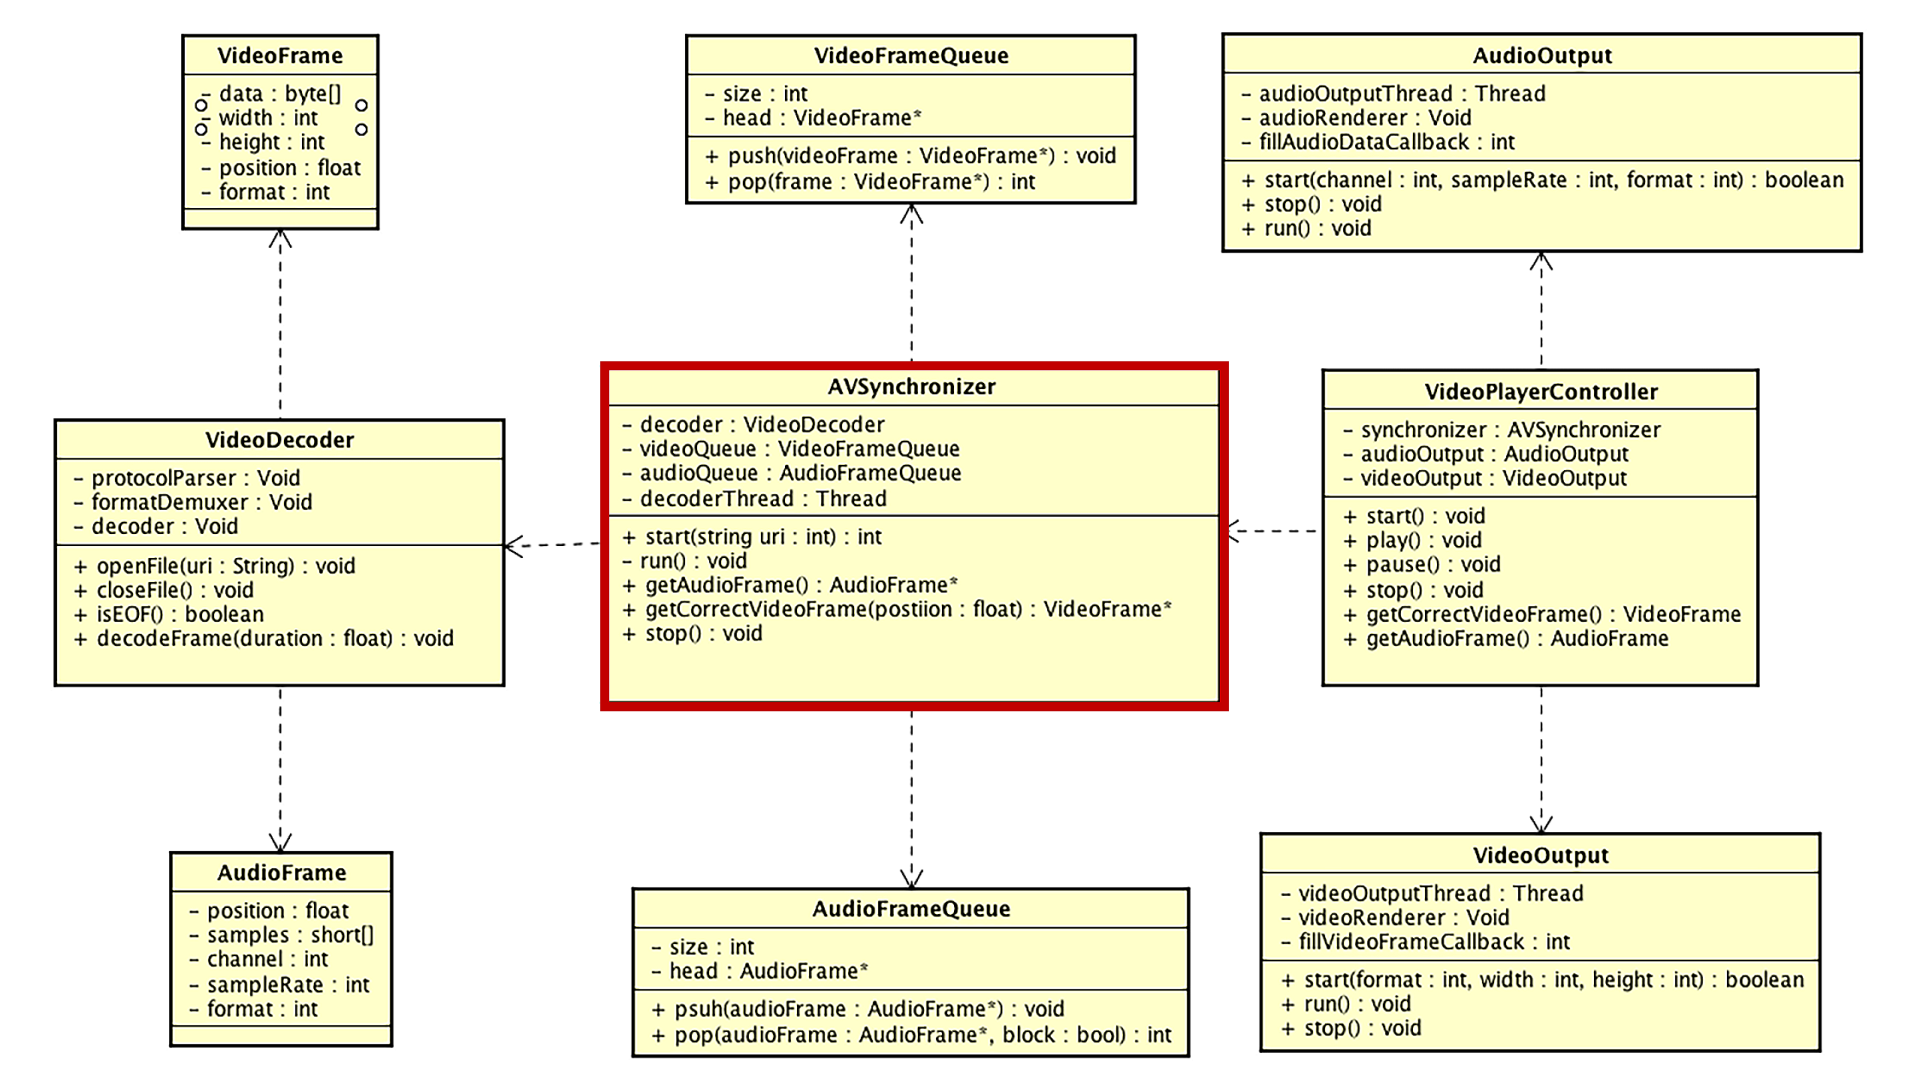 VideoFrame
- data : byte[]
- width : int
- height : int
- position : float
- format : int
VideoFrameQueue
- size : int
- head : VideoFrame*
+ push(videoFrame : VideoFrame*) : void
+ pop(frame : VideoFrame*) : int
AudioOutput
- audioOutputThread : Thread
- audioRenderer : Void
- fillAudioDataCallback : int
+ start(channel : int, sampleRate : int, format : int) : boolean
+ stop() : void
+ run() : void
VideoDecoder
- protocolParser : Void
- formatDemuxer : Void
- decoder : Void
+ openFile(uri : String) : void
+ closeFile() : void
+ isEOF() : boolean
+ decodeFrame(duration : float) : void
AVSynchronizer
- decoder : VideoDecoder
- videoQueue : VideoFrameQueue
- audioQueue : AudioFrameQueue
- decoderThread : Thread
+ start(string uri : int) : int
- run() : void
+ getAudioFrame() : AudioFrame*
+ getCorrectVideoFrame(postiion : float) : VideoFrame*
+ stop() : void
VideoPlayerController
- synchronizer : AVSynchronizer
- audioOutput : AudioOutput
- videoOutput : VideoOutput
+ start() : void
+ play() : void
+ pause() : void
+ stop() : void
+ getCorrectVideoFrame() : VideoFrame
+ getAudioFrame() : AudioFrame
AudioFrame
- position : float
- samples : short[]
- channel : int
- sampleRate : int
- format : int
AudioFrameQueue
- size : int
- head : AudioFrame*
+ psuh(audioFrame : AudioFrame*) : void
+ pop(audioFrame : AudioFrame*, block : bool) : int
VideoOutput
- videoOutputThread : Thread
- videoRenderer : Void
- fillVideoFrameCallback : int
+ start(format : int, width : int, height : int) : boolean
+ run() : void
+ stop() : void